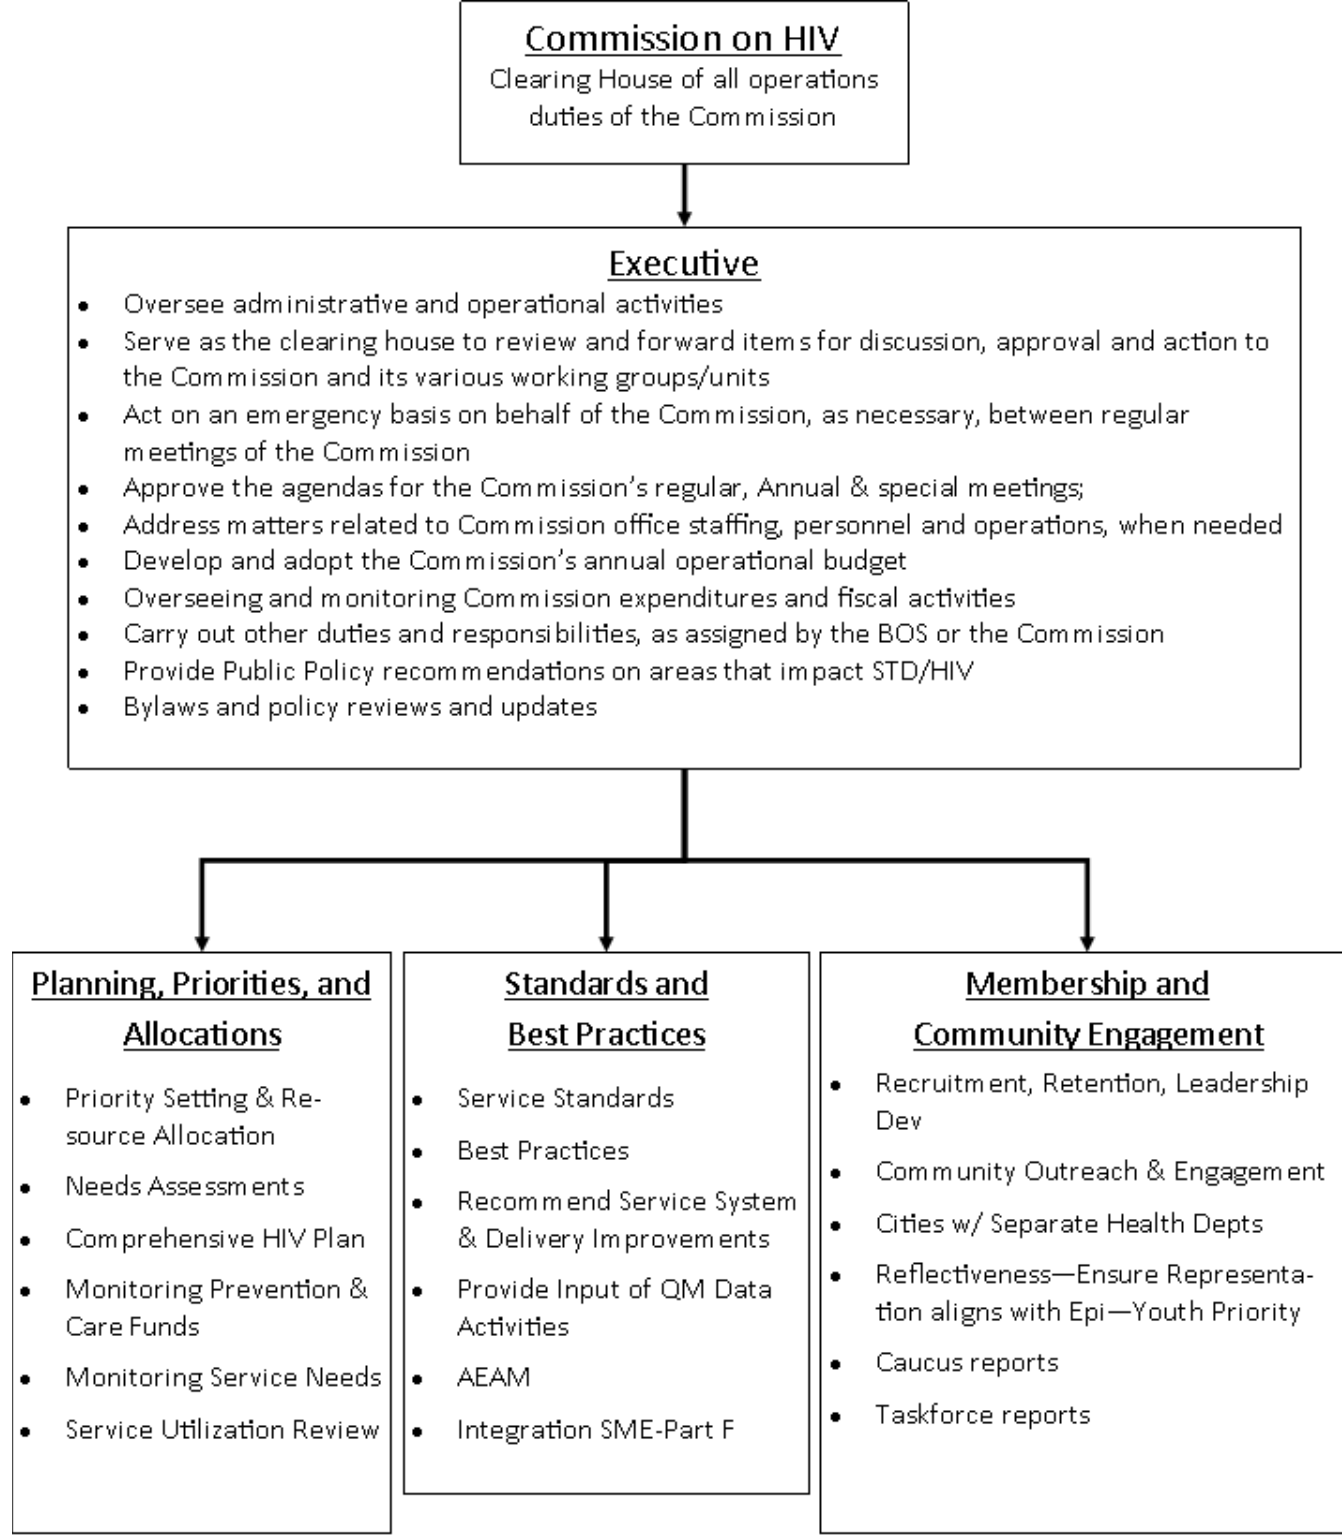 Commission on HIV
Clearing House of all operations
duties of the Commission
Executive
• Oversee administrative and operational activities
• Serve as the clearing house to review and forward items for discussion, approval and action to
the Commission and its various working groups/units
• Act on an emergency basis on behalf of the Commission, as necessary, between regular
meetings of the Commission
• Approve the agendas for the Commission’s regular, Annual & special meetings;
• Address matters related to Commission office staffing, personnel and operations, when needed
• Develop and adopt the Commission’s annual operational budget
• Overseeing and monitoring Commission expenditures and fiscal activities
• Carry out other duties and responsibilities, as assigned by the BOS or the Commission
• Provide Public Policy recommendations on areas that impact STD/HIV
• Bylaws and policy reviews and updates
Planning, Priorities, and
Allocations
• Priority Setting & Re-
source Allocation
• Needs Assessments
• Comprehensive HIV Plan
• Monitoring Prevention &
Care Funds
• Monitoring Service Needs
• Service Utilization Review
Standards and
Best Practices
• Service Standards
• Best Practices
• Recommend Service System
& Delivery Improvements
• Provide Input of QM Data
Activities
• AEAM
• Integration SME-Part F
Membership and
Community Engagement
• Recruitment, Retention, Leadership
Dev
• Community Outreach & Engagement
• Cities w/ Separate Health Depts
• Reflectiveness—Ensure Representa-
tion aligns with Epi—Youth Priority
• Caucus reports
• Taskforce reports